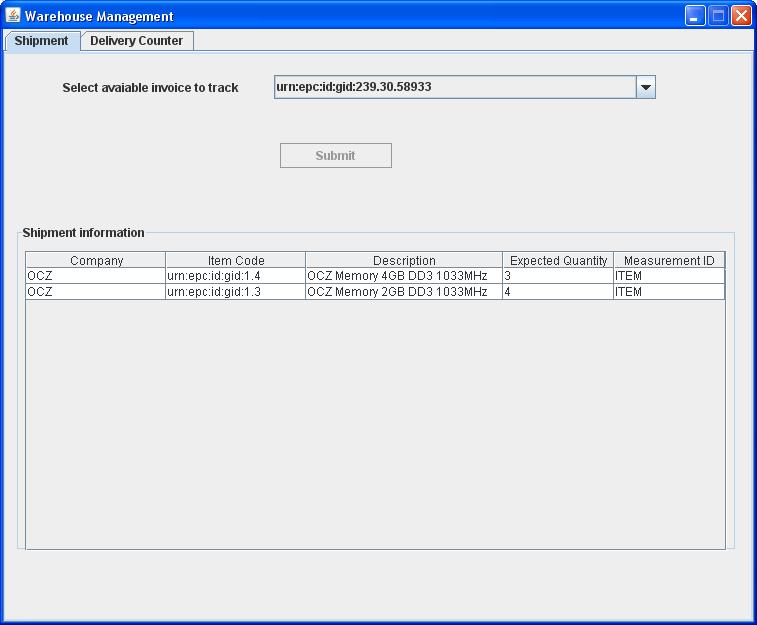 Warehouse Management
Shipment Delivery Counter
Select avaiable invoice to track urn:epc:id:gid:239.30.58933
Submit
Shipment information
Company Item Code Description Expected Quantity Measurement ID
OCZ urn:epc:id:gid:1.4 OCZ Memory 4GB DD3 1033MHz 3 ITEM
OCZ urn:epc:id:gid:1.3 OCZ Memory 2GB DD3 1033MHz 4 ITEM